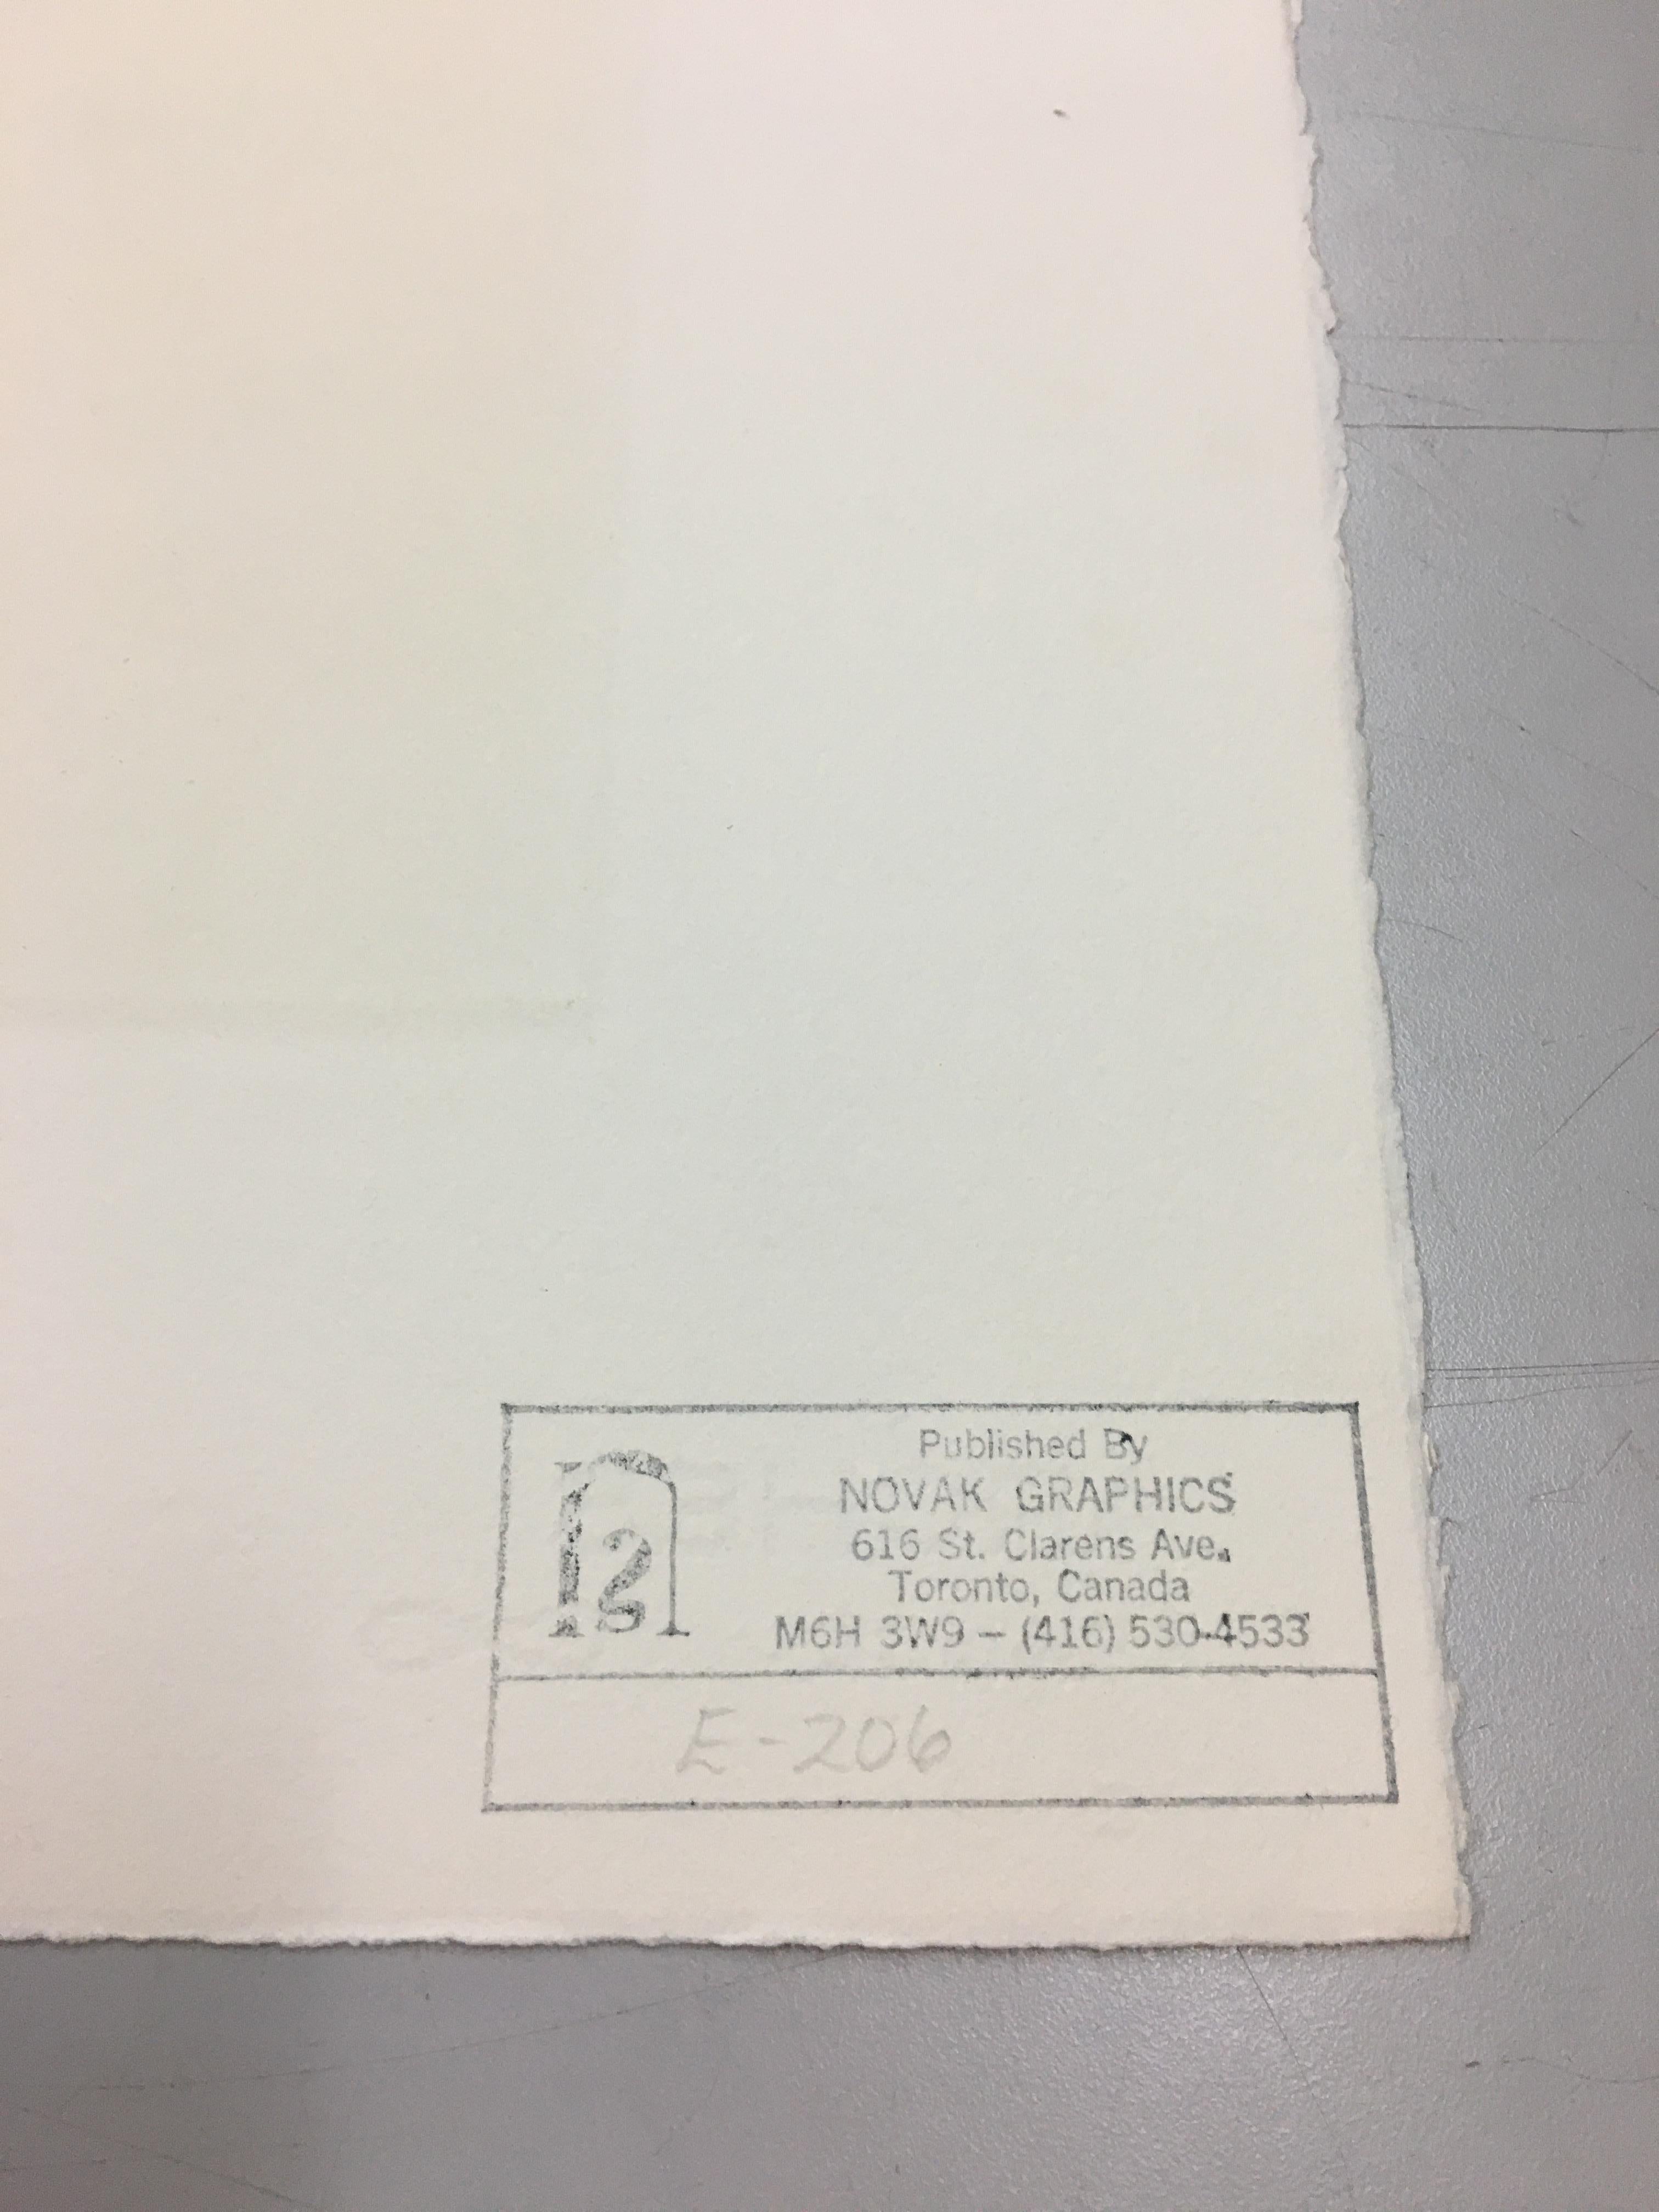 Published By
NOVAK GRAPHICS
616 St. Clarens Ave.
Toronto, Canada
M6H 3W9 – (416) 530-4533
E-206